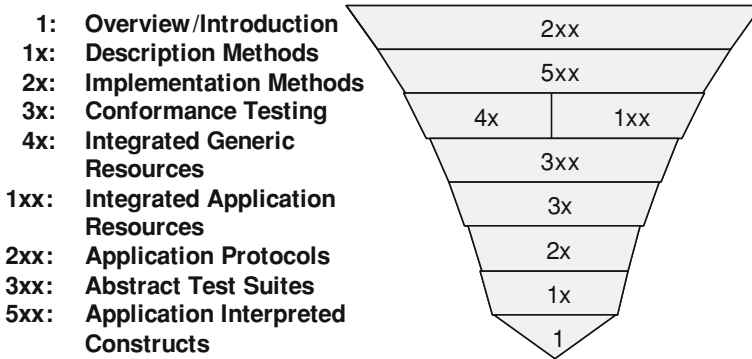 1: Overview/Introduction
1x: Description Methods
2x: Implementation Methods
3x: Conformance Testing
4x: Integrated Generic
Resources
1xx: Integrated Application
Resources
2xx: Application Protocols
3xx: Abstract Test Suites
5xx: Application Interpreted
Constructs
2xx
5xx
4x 1xx
3xx
3x
2x
1x
1